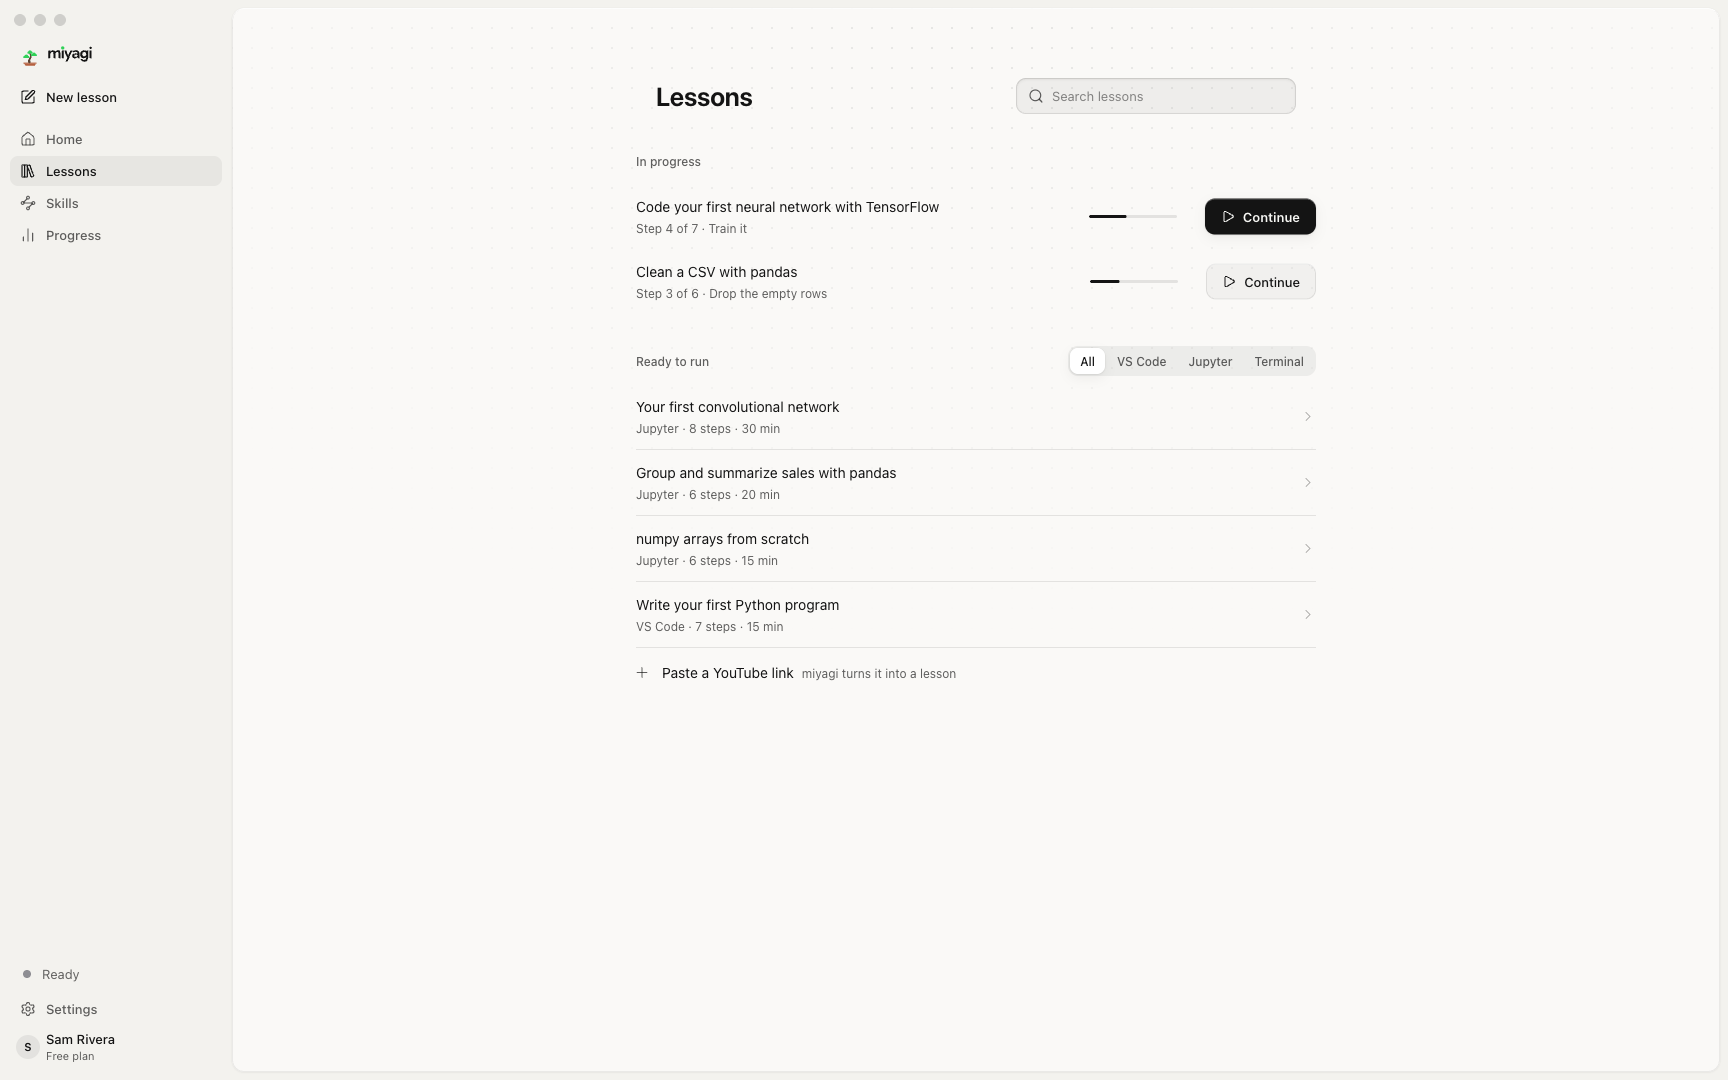 miyagi
New lesson
Home
Lessons
Skills
Progress
Ready
Settings
S
Sam Rivera
Free plan
Lessons
Search lessons
In progress
Code your first neural network with TensorFlow
Step 4 of 7 · Train it
Continue
Clean a CSV with pandas
Step 3 of 6 · Drop the empty rows
Continue
Ready to run
All
VS Code
Jupyter
Terminal
Your first convolutional network
Jupyter · 8 steps · 30 min
Group and summarize sales with pandas
Jupyter · 6 steps · 20 min
numpy arrays from scratch
Jupyter · 6 steps · 15 min
Write your first Python program
VS Code · 7 steps · 15 min
Paste a YouTube link miyagi turns it into a lesson